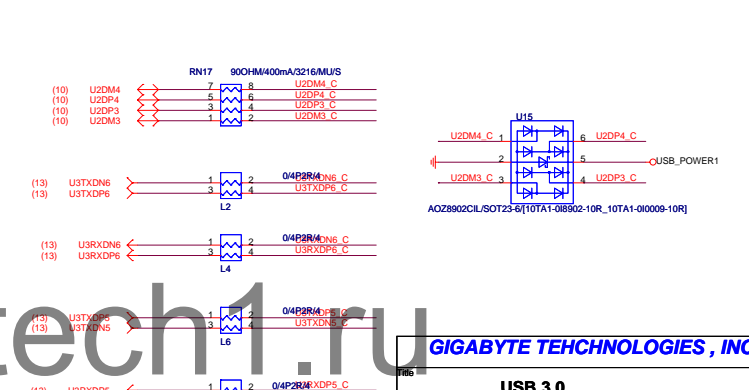 RN17 90OHM/400mA/3216/MU/S
(10) U2DM4 7 8 U2DM4_C
(10) U2DP4 5 6 U2DP4_C
(10) U2DP3 3 4 U2DP3_C
(10) U2DM3 1 2 U2DM3_C
U15
U2DM4_C 1 6 U2DP4_C
2 5 USB_POWER1
U2DM3_C 3 4 U2DP3_C
AOZ8902CIL/SOT23-6/[10TA1-0I8902-10R_10TA1-0I0009-10R]
0/4P2R/4
(13) U3TXDN6 1 2 U3TXDN6_C
(13) U3TXDP6 3 4 U3TXDP6_C
L2
0/4P2R/4
(13) U3RXDN6 1 2 U3RXDN6_C
(13) U3RXDP6 3 4 U3RXDP6_C
L4
0/4P2R/4
(13) U3TXDP5 1 2 U3TXDP5_C
(13) U3TXDN5 3 4 U3TXDN5_C
L6
tech1.ru
GIGABYTE TEHCHNOLOGIES , INC
Title
USB 3.0
0/4P2R/4
(13) U3RXDP5 1 2 U3RXDP5_C